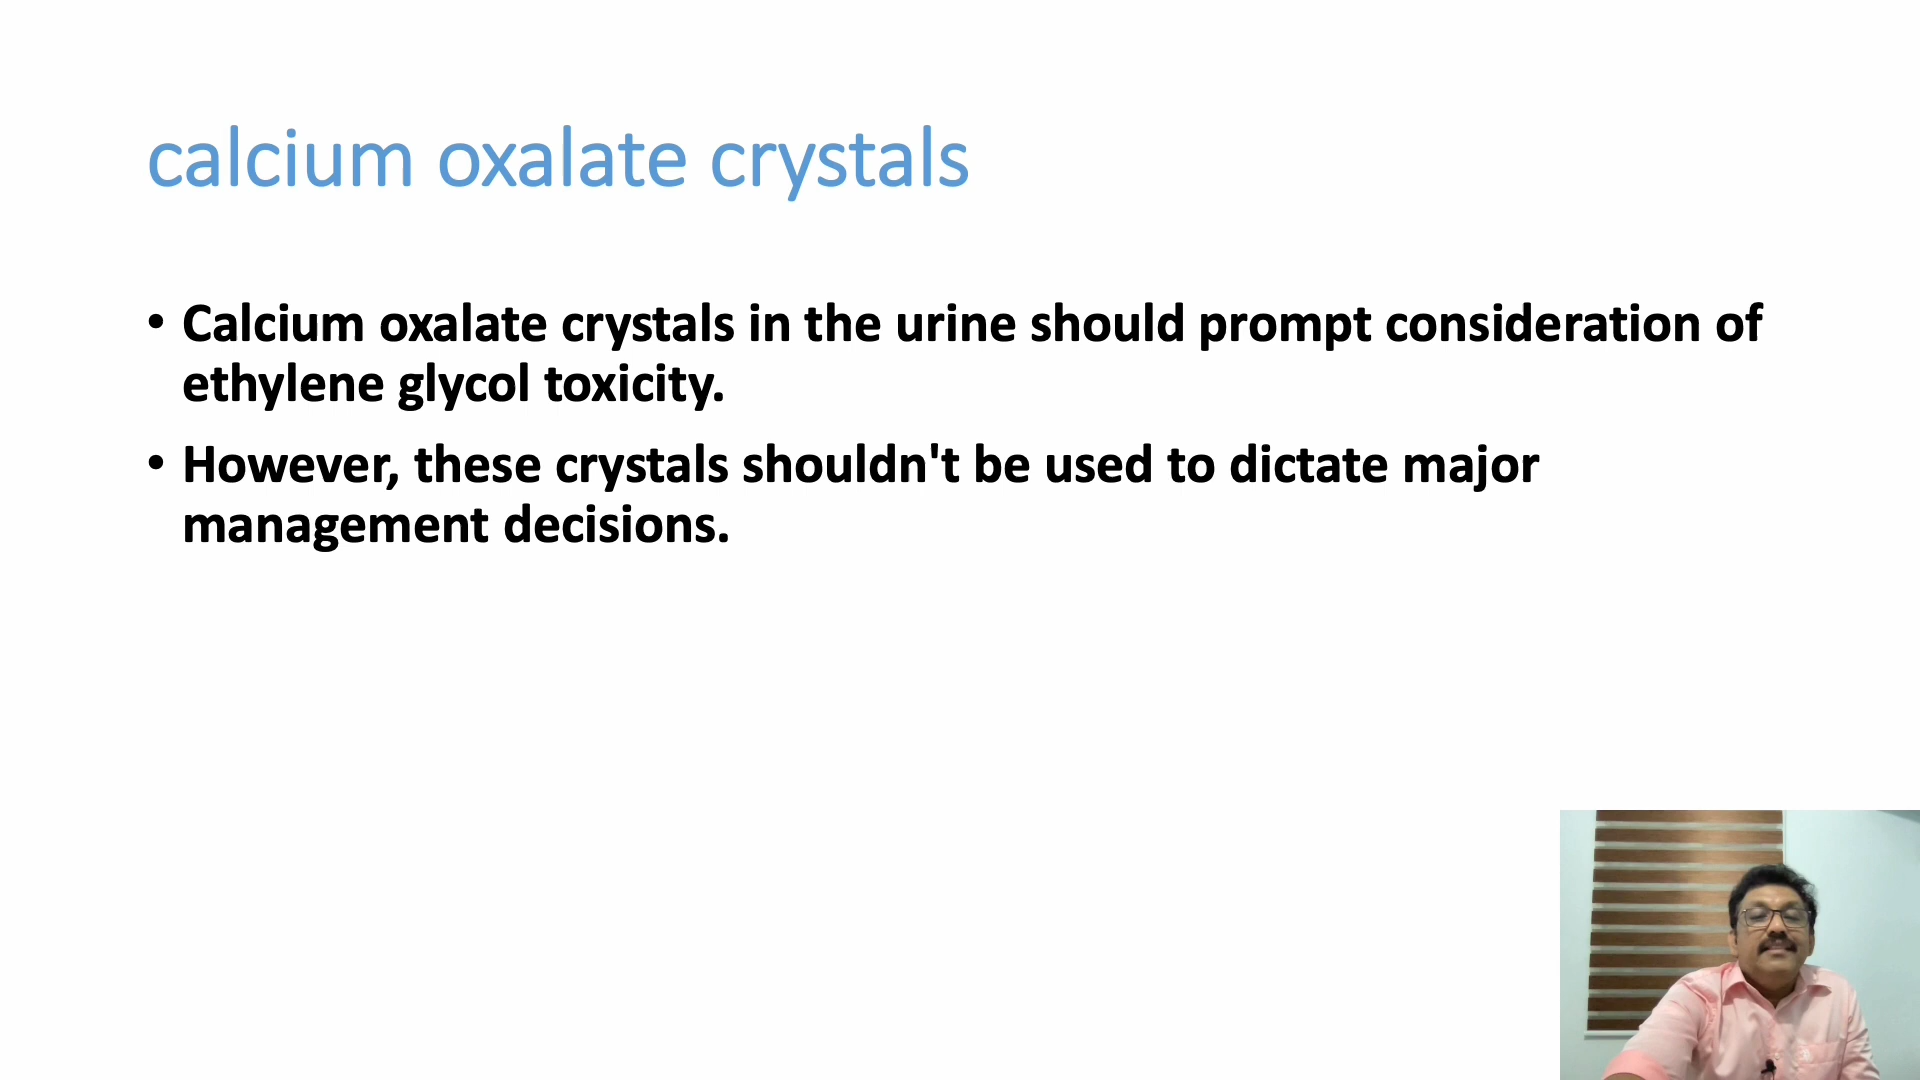 calcium oxalate crystals
• Calcium oxalate crystals in the urine should prompt consideration of
ethylene glycol toxicity.
• However, these crystals shouldn't be used to dictate major
management decisions.